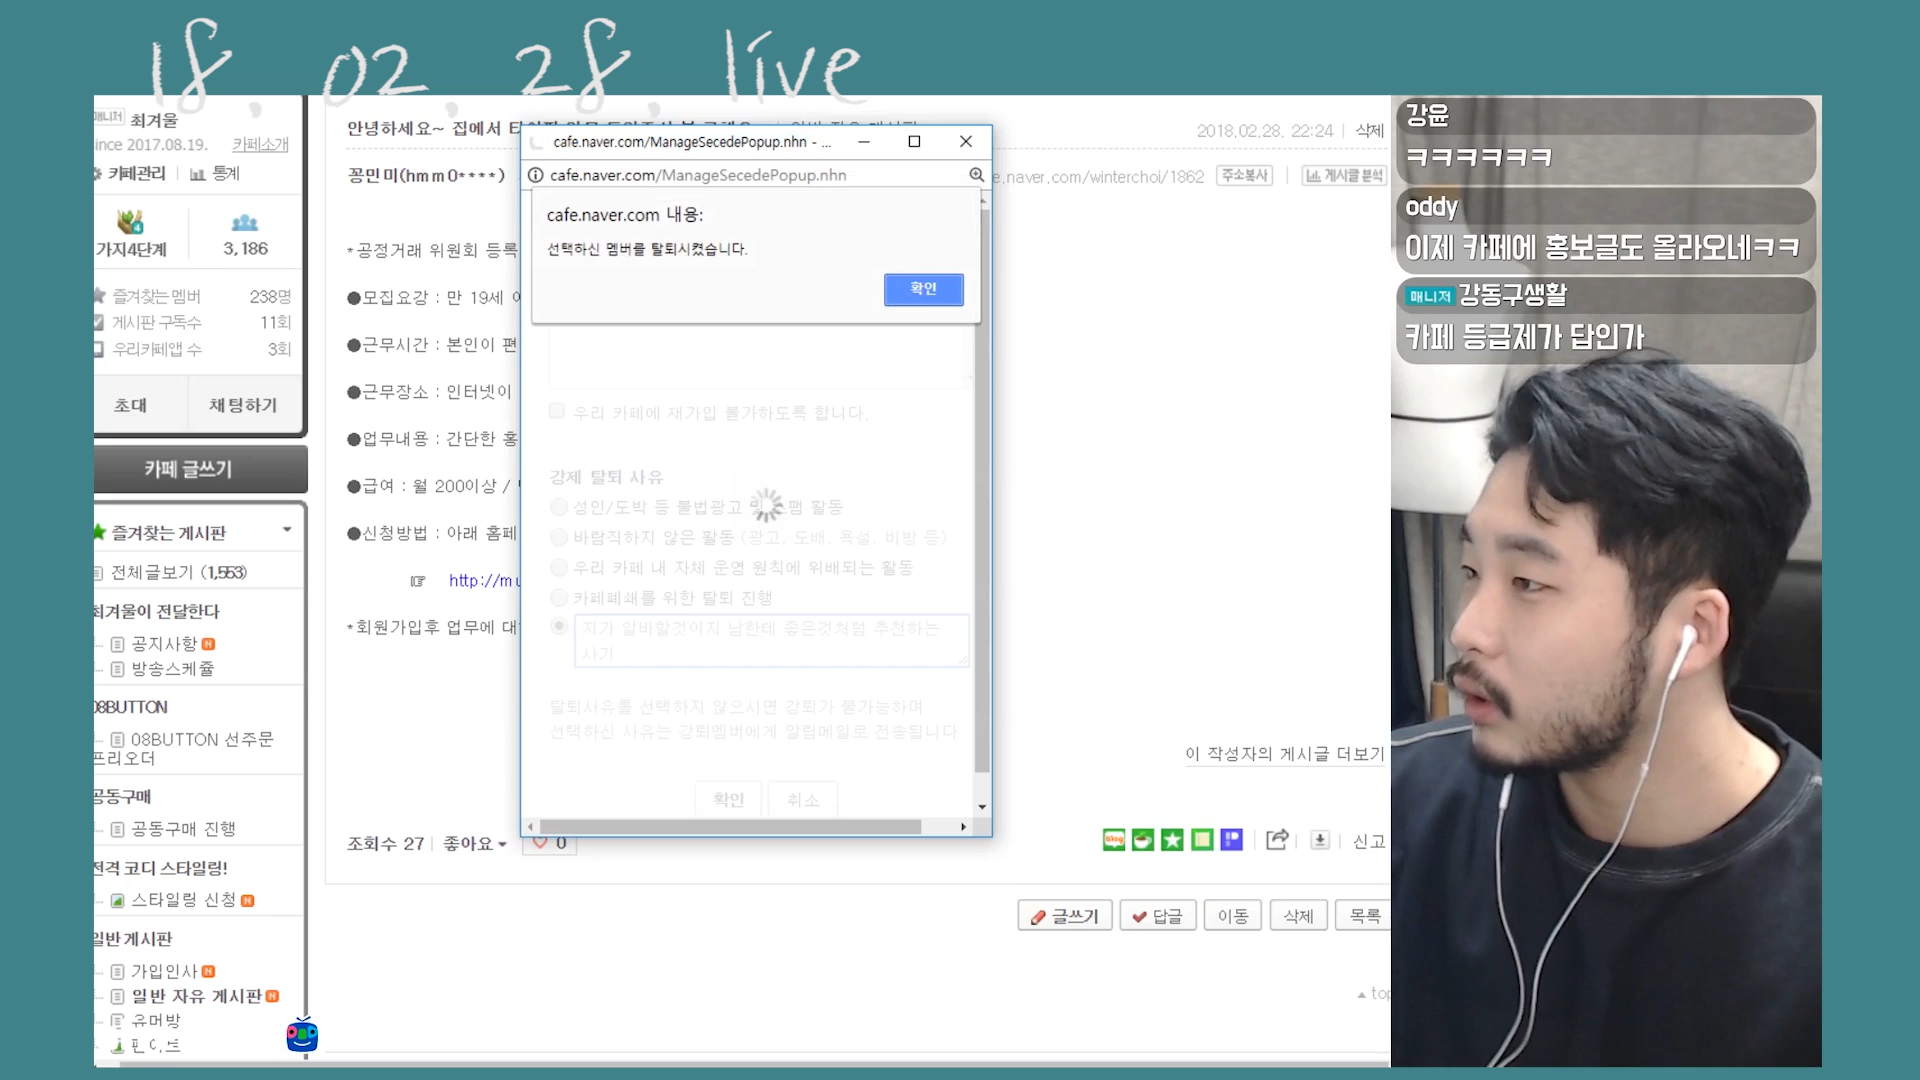 18. 02. 28. live
매니저 최겨울
since 2017.08.19. 카페소개
카페관리 통계
가지4단계 3,186
즐겨찾는 멤버 238명
게시판 구독수 11회
우리카페앱 수 3회
초대 채팅하기
카페 글쓰기
즐겨찾는 게시판
전체글보기 (1,553)
최겨울이 전달한다
공지사항 N
방송스케쥴
08BUTTON
08BUTTON 선주문
프리오더
공동구매
공동구매 진행
전격 코디 스타일링!
스타일링 신청 N
일반 게시판
가입인사 N
일반 자유 게시판 N
유머방
안녕하세요~ 집에서
2018.02.28. 22:24 삭제
꽁민미(hmm0****)
e.naver.com/winterchoi/1862 주소복사 게시글 분석
*공정거래 위원회 등록
●모집요강 : 만 19세
●근무시간 : 본인이 편
●근무장소 : 인터넷이
●업무내용 : 간단한 홍
●급여 : 월 200이상 /
●신청방법 : 아래 홈페
☞ http://mu
*회원가입후 업무에 대
cafe.naver.com/ManageSecedePopup.nhn - ...
cafe.naver.com/ManageSecedePopup.nhn
cafe.naver.com 내용:
선택하신 멤버를 탈퇴시켰습니다.
확인
우리 카페에 재가입 불가하도록 합니다.
강제 탈퇴 사유
성인/도박 등 불법광고 및 스팸 활동
바람직하지 않은 활동 (광고, 도배, 욕설, 비방 등)
우리 카페 내 자체 운영 원칙에 위배되는 활동
카페폐쇄를 위한 탈퇴 진행
지가 알바할것이지 남한테 좋은것처럼 추천하는
사기
탈퇴사유를 선택하지 않으시면 강퇴가 불가능하며
선택하신 사유는 강퇴멤버에게 알림메일로 전송됩니다
확인 취소
이 작성자의 게시글 더보기
조회수 27 좋아요 0
blog
신고
글쓰기 답글 이동 삭제 목록
top
강윤
ㅋㅋㅋㅋㅋㅋ
oddy
이제 카페에 홍보글도 올라오네ㅋㅋ
매니저 강동구생활
카페 등급제가 답인가